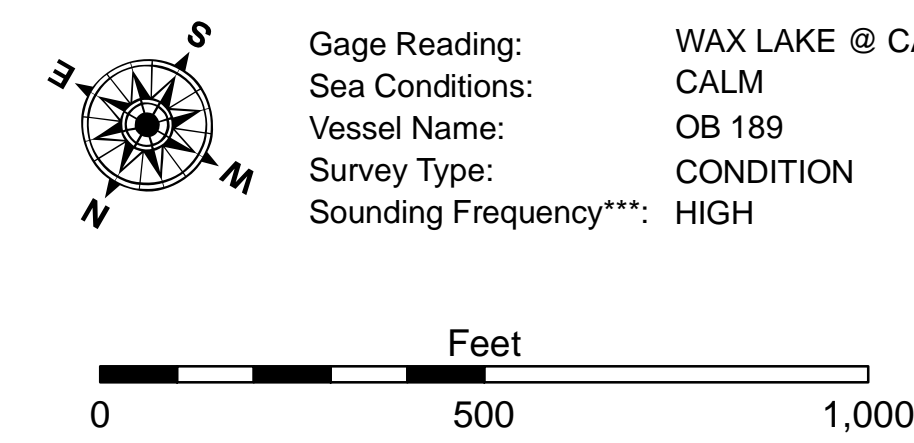 S
E
W
N
Gage Reading: WAX LAKE @
Sea Conditions: CALM
Vessel Name: OB 189
Survey Type: CONDITION
Sounding Frequency***: HIGH
Feet
0 500 1,000